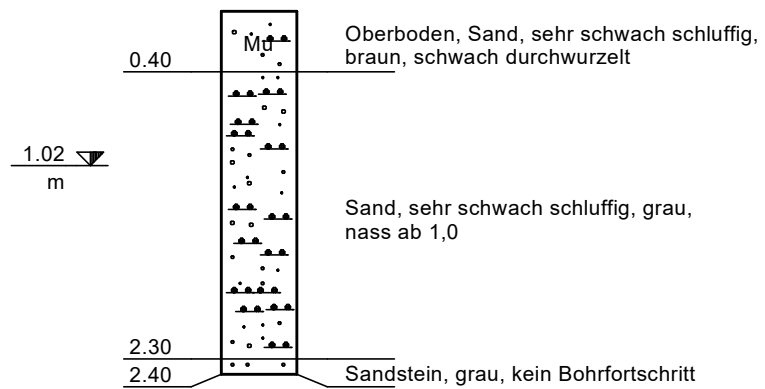 Mu
Oberboden, Sand, sehr schwach schluffig,
braun, schwach durchwurzelt
0.40
1.02
m
Sand, sehr schwach schluffig, grau,
nass ab 1,0
2.30
2.40
Sandstein, grau, kein Bohrfortschritt